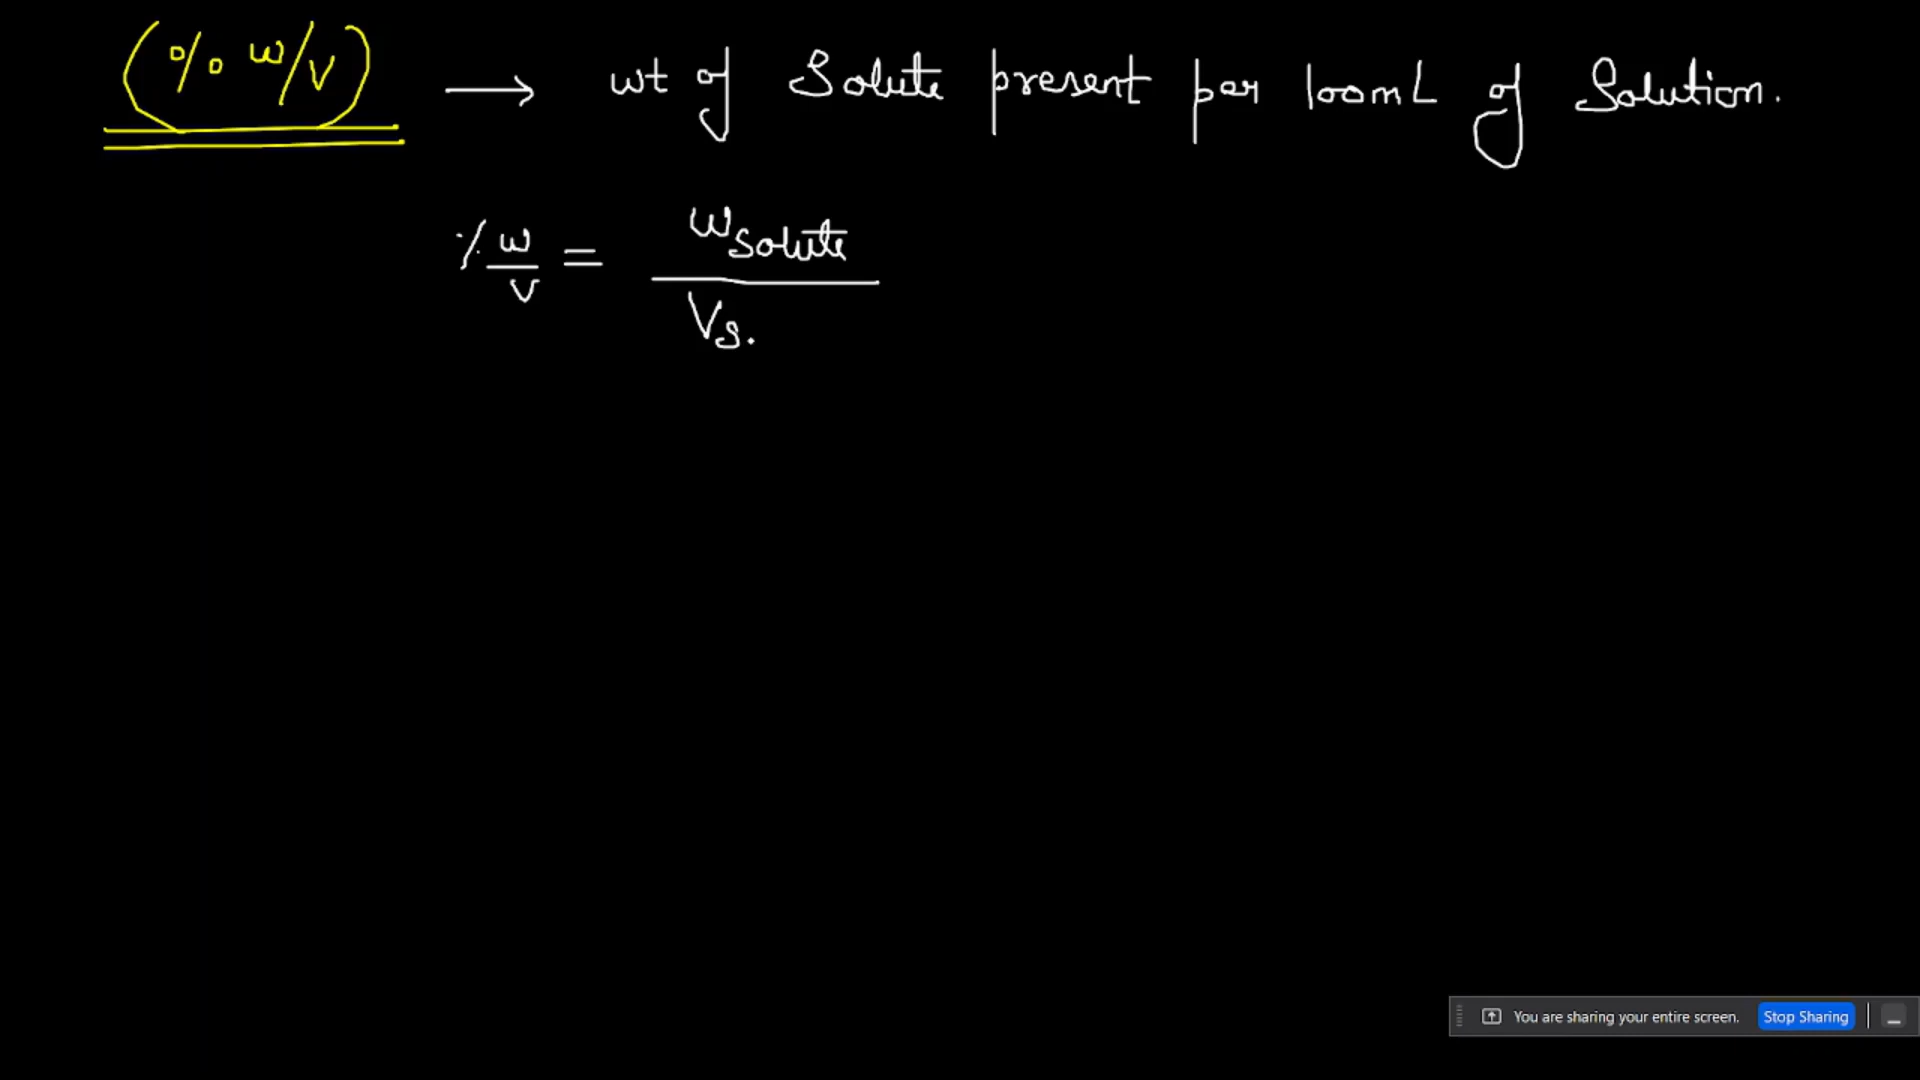 (% w/v) → wt of Solute present per 100mL of Solution.
% w/v = Wsolute / Vs.
You are sharing your entire screen. Stop Sharing